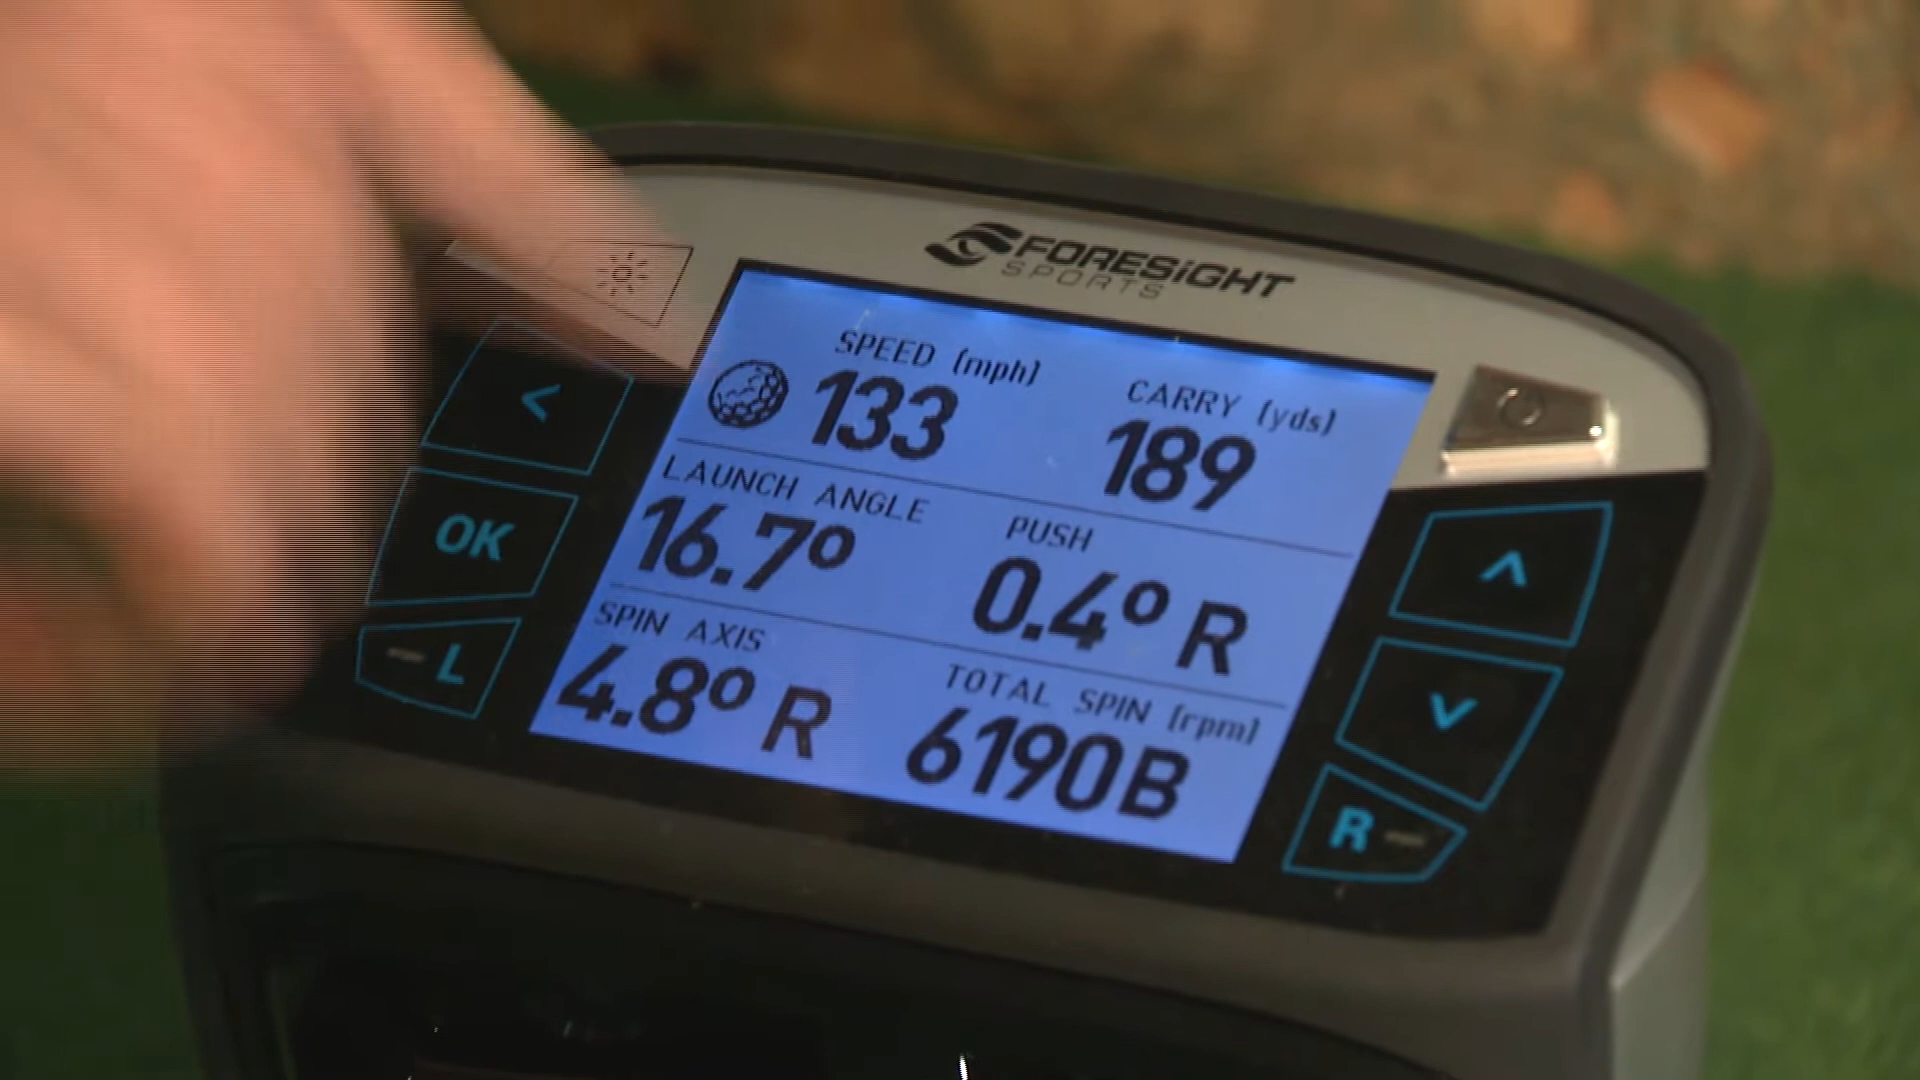 FORESiGHT
SPORTS
SPEED (mph)
133
CARRY (yds)
189
LAUNCH ANGLE
16.7º
PUSH
0.4º R
SPIN AXIS
4.8º R
TOTAL SPIN (rpm)
6190B
<
OK
L
^
v
R